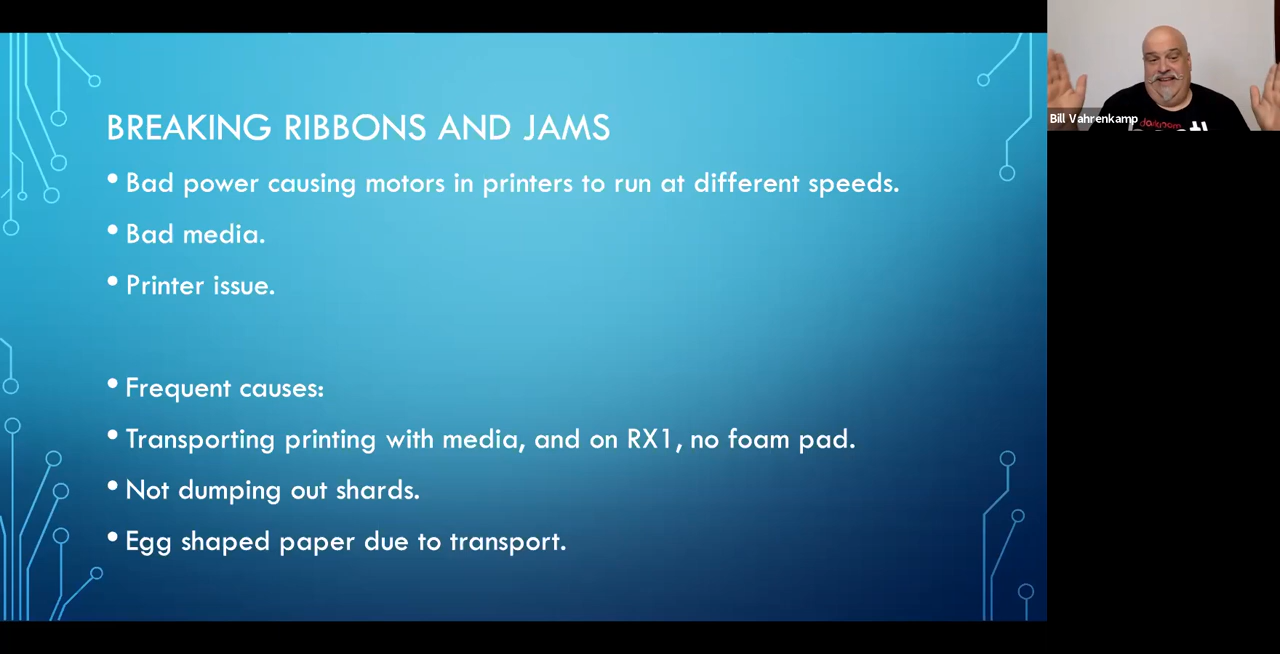 BREAKING RIBBONS AND JAMS
• Bad power causing motors in printers to run at different speeds.
• Bad media.
• Printer issue.
• Frequent causes:
• Transporting printing with media, and on RX1, no foam pad.
• Not dumping out shards.
• Egg shaped paper due to transport.
Bill Vahrenkamp